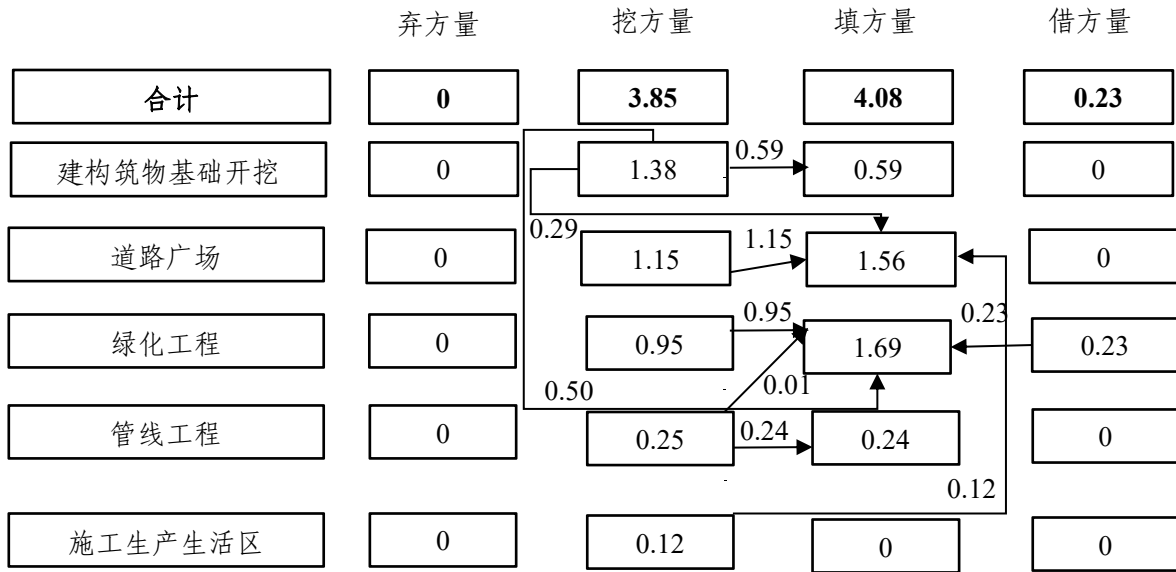 弃方量 挖方量 填方量 借方量
合计 0 3.85 4.08 0.23
建构筑物基础开挖 0 1.38 0.59 0.59 0
0.29
道路广场 0 1.15 1.15 1.56 0
绿化工程 0 0.95 0.95 1.69 0.23 0.23
0.50 0.01
管线工程 0 0.25 0.24 0.24 0
0.12
施工生产生活区 0 0.12 0 0